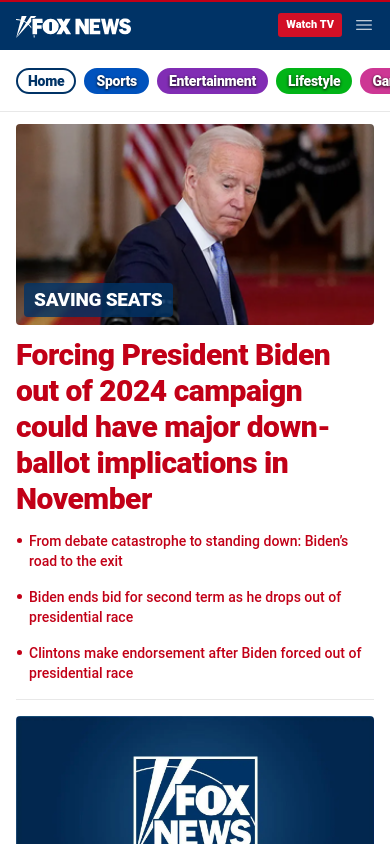 FOX NEWS
Watch TV
Home
Sports
Entertainment
Lifestyle
Ga
SAVING SEATS
Forcing President Biden
out of 2024 campaign
could have major down-
ballot implications in
November
• From debate catastrophe to standing down: Biden’s
road to the exit
• Biden ends bid for second term as he drops out of
presidential race
• Clintons make endorsement after Biden forced out of
presidential race
FOX
NEWS